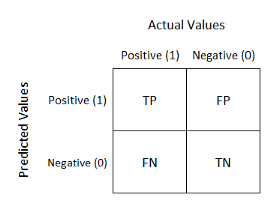 Actual Values
Positive (1) Negative (0)
Predicted Values
Positive (1) TP FP
Negative (0) FN TN